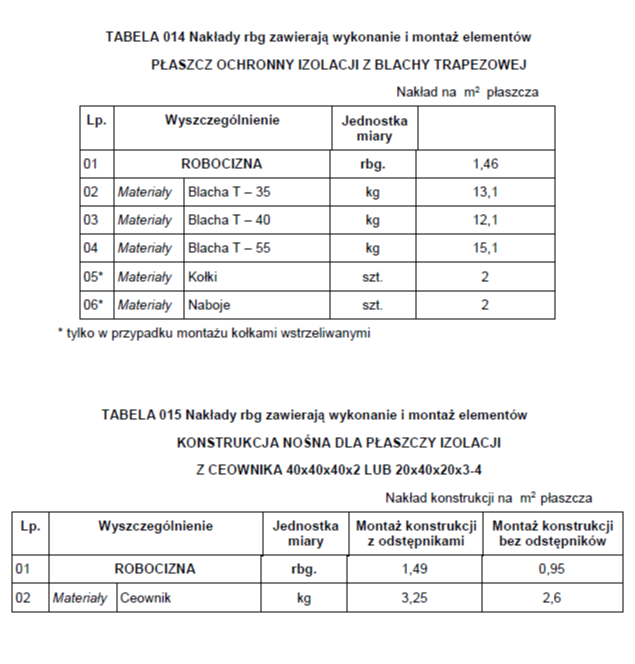 TABELA 014 Nakłady rbg zawierają wykonanie i montaż elementów
PŁASZCZ OCHRONNY IZOLACJI Z BLACHY TRAPEZOWEJ
Nakład na m² płaszcza
Lp. Wyszczególnienie Jednostka miary
01 ROBOCIZNA rbg. 1,46
02 Materiały Blacha T – 35 kg 13,1
03 Materiały Blacha T – 40 kg 12,1
04 Materiały Blacha T – 55 kg 15,1
05* Materiały Kołki szt. 2
06* Materiały Naboje szt. 2
* tylko w przypadku montażu kołkami wstrzeliwanymi
TABELA 015 Nakłady rbg zawierają wykonanie i montaż elementów
KONSTRUKCJA NOŚNA DLA PŁASZCZY IZOLACJI
Z CEOWNIKA 40x40x40x2 LUB 20x40x20x3-4
Nakład konstrukcji na m² płaszcza
Lp. Wyszczególnienie Jednostka miary Montaż konstrukcji z odstępnikami Montaż konstrukcji bez odstępników
01 ROBOCIZNA rbg. 1,49 0,95
02 Materiały Ceownik kg 3,25 2,6